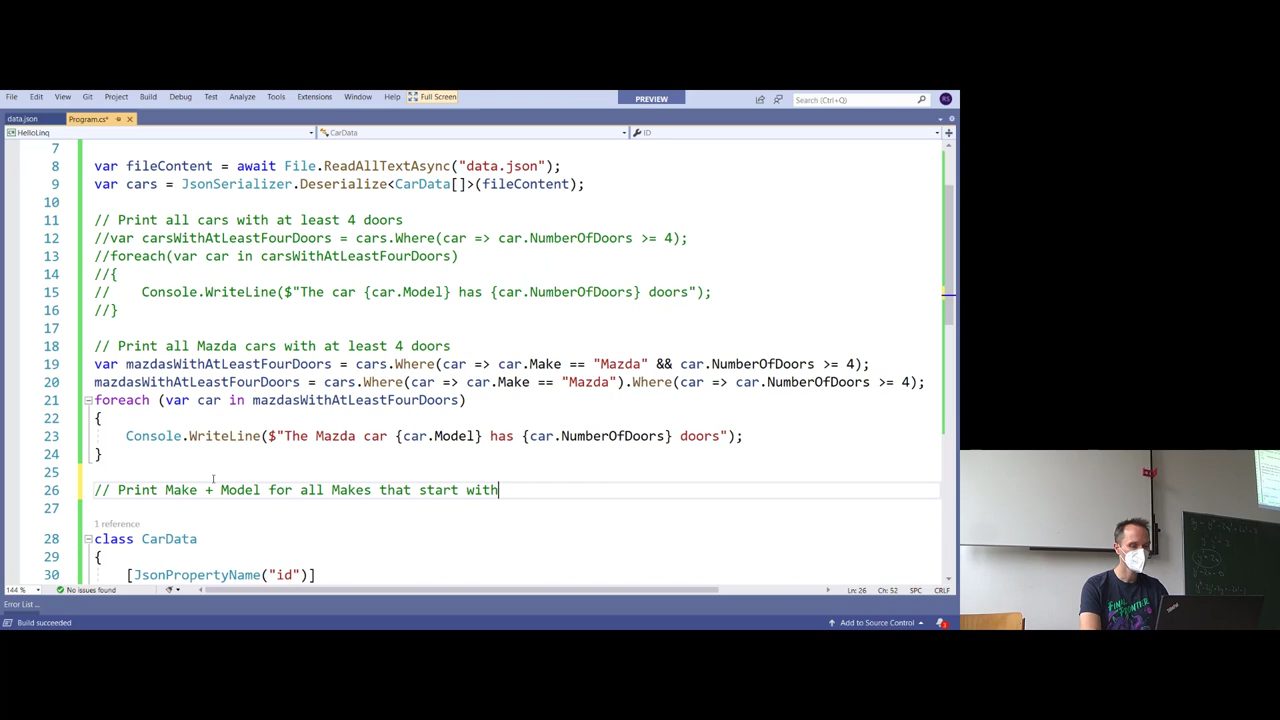 File Edit View Git Project Build Debug Test Analyze Tools Extensions Window Help Full Screen PREVIEW Search (Ctrl+Q) RS
data.json Program.cs*
HelloLinq CarData ID
7
8 var fileContent = await File.ReadAllTextAsync("data.json");
9 var cars = JsonSerializer.Deserialize<CarData[]>(fileContent);
10
11 // Print all cars with at least 4 doors
12 //var carsWithAtLeastFourDoors = cars.Where(car => car.NumberOfDoors >= 4);
13 //foreach(var car in carsWithAtLeastFourDoors)
14 //{
15 //    Console.WriteLine($"The car {car.Model} has {car.NumberOfDoors} doors");
16 //}
17
18 // Print all Mazda cars with at least 4 doors
19 var mazdasWithAtLeastFourDoors = cars.Where(car => car.Make == "Mazda" && car.NumberOfDoors >= 4);
20 mazdasWithAtLeastFourDoors = cars.Where(car => car.Make == "Mazda").Where(car => car.NumberOfDoors >= 4);
21 foreach (var car in mazdasWithAtLeastFourDoors)
22 {
23     Console.WriteLine($"The Mazda car {car.Model} has {car.NumberOfDoors} doors");
24 }
25
26 // Print Make + Model for all Makes that start with
27
1 reference
28 class CarData
29 {
30     [JsonPropertyName("id")]
144 % No issues found Ln: 26 Ch: 52 SPC CRLF
Error List ...
Build succeeded Add to Source Control
FINAL
FRONTIER